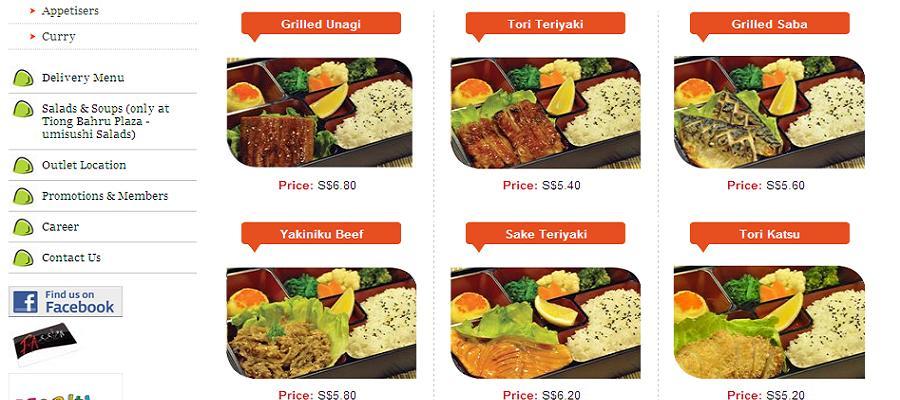 Appetisers
Curry
Delivery Menu
Salads & Soups (only at
Tiong Bahru Plaza -
umisushi Salads)
Outlet Location
Promotions & Members
Career
Contact Us
Find us on
Facebook
Grilled Unagi
Tori Teriyaki
Grilled Saba
Price: S$6.80
Price: S$5.40
Price: S$5.60
Yakiniku Beef
Sake Teriyaki
Tori Katsu
Price: S$5.80
Price: S$6.20
Price: S$5.20